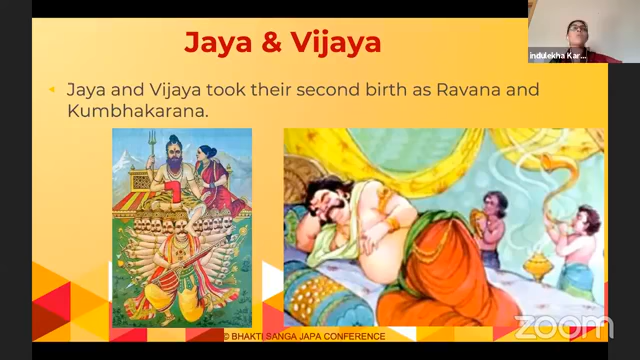 Jaya & Vijaya
Jaya and Vijaya took their second birth as Ravana and
Kumbhakarana.
© BHAKTI SANGA JAPA CONFERENCE
indulekha Kar...
zoom